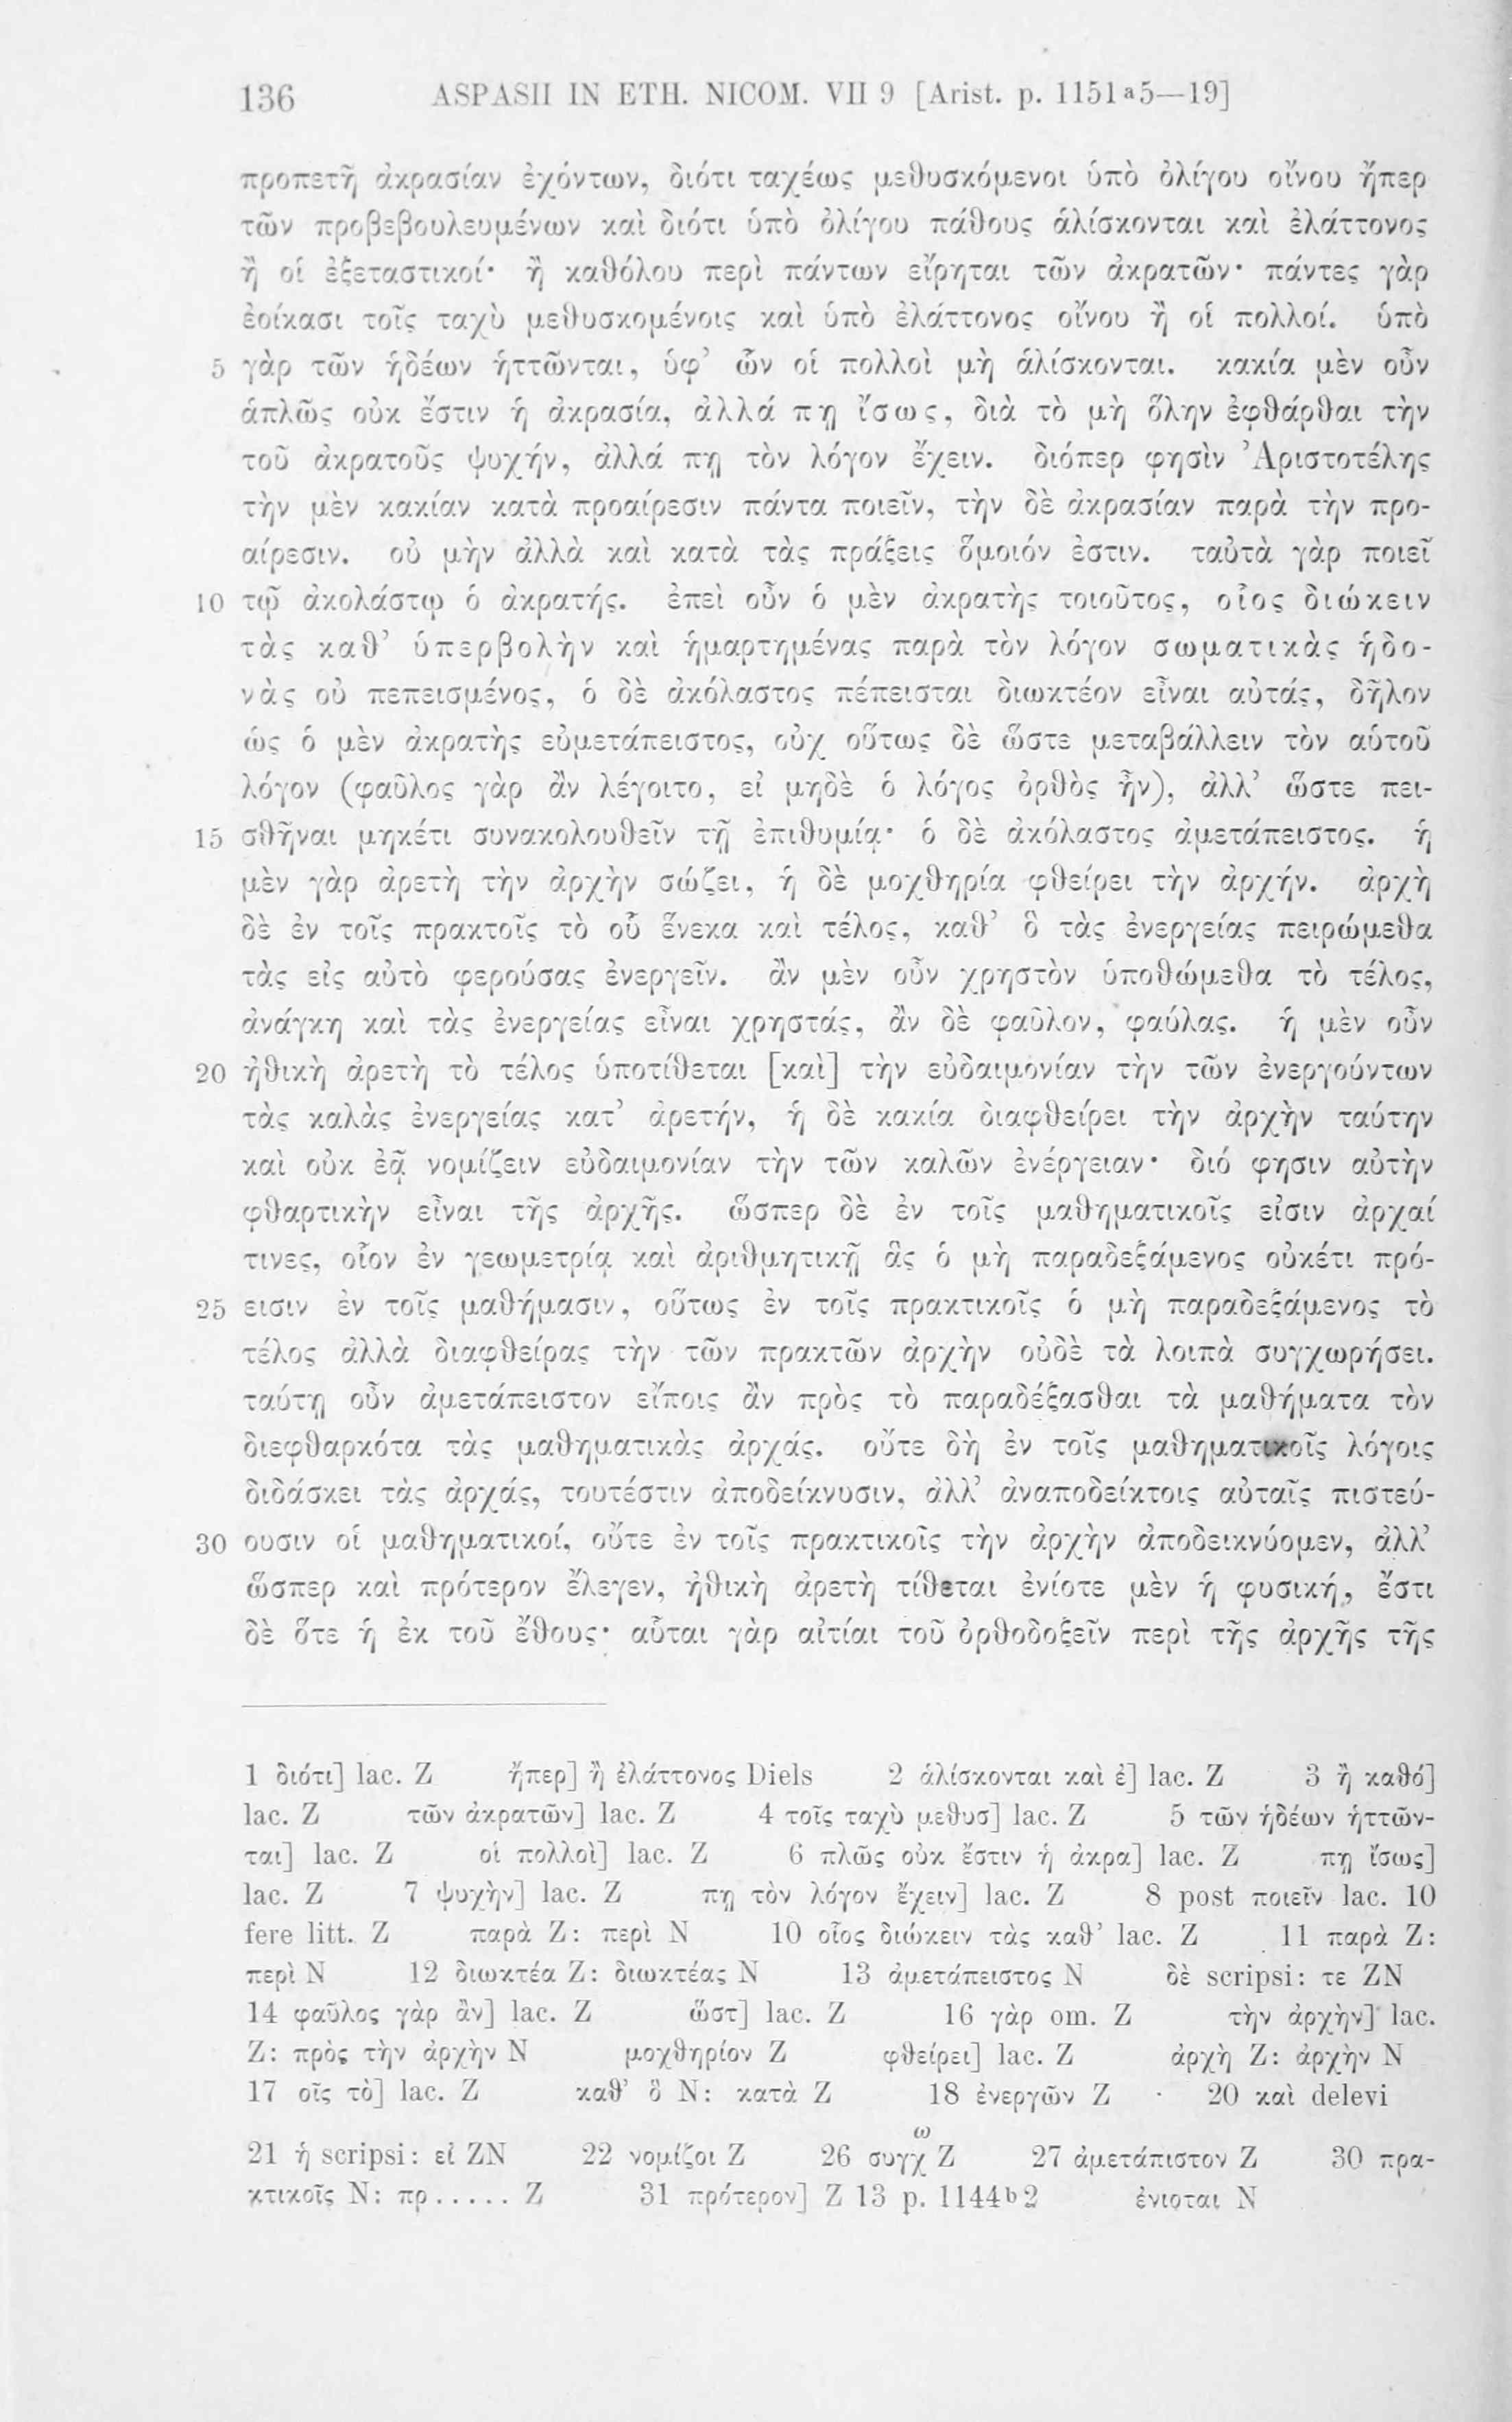 136 ASPASII IN ETH. NICOM. VII 9 [Arist. p. 1151ᵃ5—19]
προπετῆ ἀκρασίαν ἐχόντων, διότι ταχέως μεθυσκόμενοι ὑπὸ ὀλίγου οἴνου ἤπερ
τῶν προβεβουλευμένων καὶ διότι ὑπὸ ὀλίγου πάθους ἁλίσκονται καὶ ἐλάττονος
ἢ οἱ ἐξεταστικοί· ἢ καθόλου περὶ πάντων εἴρηται τῶν ἀκρατῶν· πάντες γὰρ
ἐοίκασι τοῖς ταχὺ μεθυσκομένοις καὶ ὑπὸ ἐλάττονος οἴνου ἢ οἱ πολλοί. ὑπὸ
5 γὰρ τῶν ἡδέων ἡττῶνται, ὑφ’ ὧν οἱ πολλοὶ μὴ ἁλίσκονται. κακία μὲν οὖν
ἁπλῶς οὐκ ἔστιν ἡ ἀκρασία, ἀλλά πῃ ἴσως, διὰ τὸ μὴ ὅλην ἐφθάρθαι τὴν
τοῦ ἀκρατοῦς ψυχήν, ἀλλά πῃ τὸν λόγον ἔχειν. διόπερ φησὶν Ἀριστοτέλης
τὴν μὲν κακίαν κατὰ προαίρεσιν πάντα ποιεῖν, τὴν δὲ ἀκρασίαν παρὰ τὴν προ-
αίρεσιν. οὐ μὴν ἀλλὰ καὶ κατὰ τὰς πράξεις ὅμοιόν ἐστιν. ταὐτὰ γὰρ ποιεῖ
10 τῷ ἀκολάστῳ ὁ ἀκρατής. ἐπεὶ οὖν ὁ μὲν ἀκρατὴς τοιοῦτος, οἷος διώκειν
τὰς καθ’ ὑπερβολὴν καὶ ἡμαρτημένας παρὰ τὸν λόγον σωματικὰς ἡδο-
νὰς οὐ πεπεισμένος, ὁ δὲ ἀκόλαστος πέπεισται διωκτέον εἶναι αὐτάς, δῆλον
ὡς ὁ μὲν ἀκρατὴς εὐμετάπειστος, οὐχ οὕτως δὲ ὥστε μεταβάλλειν τὸν αὑτοῦ
λόγον (φαῦλος γὰρ ἂν λέγοιτο, εἰ μηδὲ ὁ λόγος ὀρθὸς ἦν), ἀλλ’ ὥστε πει-
15 σθῆναι μηκέτι συνακολουθεῖν τῇ ἐπιθυμίᾳ· ὁ δὲ ἀκόλαστος ἀμετάπειστος. ἡ
μὲν γὰρ ἀρετὴ τὴν ἀρχὴν σώζει, ἡ δὲ μοχθηρία φθείρει τὴν ἀρχήν. ἀρχὴ
δὲ ἐν τοῖς πρακτοῖς τὸ οὗ ἕνεκα καὶ τέλος, καθ’ ὃ τὰς ἐνεργείας πειρώμεθα
τὰς εἰς αὐτὸ φερούσας ἐνεργεῖν. ἂν μὲν οὖν χρηστὸν ὑποθώμεθα τὸ τέλος,
ἀνάγκη καὶ τὰς ἐνεργείας εἶναι χρηστάς, ἂν δὲ φαῦλον, φαύλας. ἡ μὲν οὖν
20 ἠθικὴ ἀρετὴ τὸ τέλος ὑποτίθεται [καὶ] τὴν εὐδαιμονίαν τὴν τῶν ἐνεργούντων
τὰς καλὰς ἐνεργείας κατ’ ἀρετήν, ἡ δὲ κακία διαφθείρει τὴν ἀρχὴν ταύτην
καὶ οὐκ ἐᾷ νομίζειν εὐδαιμονίαν τὴν τῶν καλῶν ἐνέργειαν· διό φησιν αὐτὴν
φθαρτικὴν εἶναι τῆς ἀρχῆς. ὥσπερ δὲ ἐν τοῖς μαθηματικοῖς εἰσιν ἀρχαί
τινες, οἷον ἐν γεωμετρίᾳ καὶ ἀριθμητικῇ ἃς ὁ μὴ παραδεξάμενος οὐκέτι πρό-
25 εισιν ἐν τοῖς μαθήμασιν, οὕτως ἐν τοῖς πρακτικοῖς ὁ μὴ παραδεξάμενος τὸ
τέλος ἀλλὰ διαφθείρας τὴν τῶν πρακτῶν ἀρχὴν οὐδὲ τὰ λοιπὰ συγχωρήσει.
ταύτῃ οὖν ἀμετάπειστον εἴποις ἂν πρὸς τὸ παραδέξασθαι τὰ μαθήματα τὸν
διεφθαρκότα τὰς μαθηματικὰς ἀρχάς. οὔτε δὴ ἐν τοῖς μαθηματικοῖς λόγοις
διδάσκει τὰς ἀρχάς, τουτέστιν ἀποδείκνυσιν, ἀλλ’ ἀναποδείκτοις αὐταῖς πιστεύ-
30 ουσιν οἱ μαθηματικοί, οὔτε ἐν τοῖς πρακτικοῖς τὴν ἀρχὴν ἀποδεικνύομεν, ἀλλ’
ὥσπερ καὶ πρότερον ἔλεγεν, ἠθικὴ ἀρετὴ τίθεται ἐνίοτε μὲν ἡ φυσική, ἔστι
δὲ ὅτε ἡ ἐκ τοῦ ἔθους· αὗται γὰρ αἰτίαι τοῦ ὀρθοδοξεῖν περὶ τῆς ἀρχῆς τῆς
1 διότι] lac. Z ἤπερ] ἢ ἐλάττονος Diels 2 ἁλίσκονται καὶ ἐ] lac. Z 3 ἢ καθό]
lac. Z τῶν ἀκρατῶν] lac. Z 4 τοῖς ταχὺ μεθυσ] lac. Z 5 τῶν ἡδέων ἡττῶν-
ται] lac. Z οἱ πολλοὶ] lac. Z 6 πλῶς οὐκ ἔστιν ἡ ἀκρα] lac. Z πῃ ἴσως]
lac. Z 7 ψυχὴν] lac. Z πῃ τὸν λόγον ἔχειν] lac. Z 8 post ποιεῖν lac. 10
fere litt. Z παρὰ Z: περὶ N 10 οἷος διώκειν τὰς καθ’ lac. Z 11 παρὰ Z:
περὶ N 12 διωκτέα Z: διωκτέας N 13 ἀμετάπειστος N δὲ scripsi: τε ZN
14 φαῦλος γὰρ ἂν] lac. Z ὥστ] lac. Z 16 γὰρ om. Z τὴν ἀρχὴν] lac.
Z: πρὸς τὴν ἀρχὴν N μοχθηρίον Z φθείρει] lac. Z ἀρχὴ Z: ἀρχὴν N
17 οῖς τὸ] lac. Z καθ’ ὃ N: κατὰ Z 18 ἐνεργῶν Z 20 καὶ delevi
21 ἡ scripsi: εἰ ZN 22 νομίζοι Z 26 συγχ^ω Z 27 ἀμετάπιστον Z 30 πρα-
κτικοῖς N: πρ..... Z 31 πρότερον] Z 13 p. 1144ᵇ2 ἐνιοται N